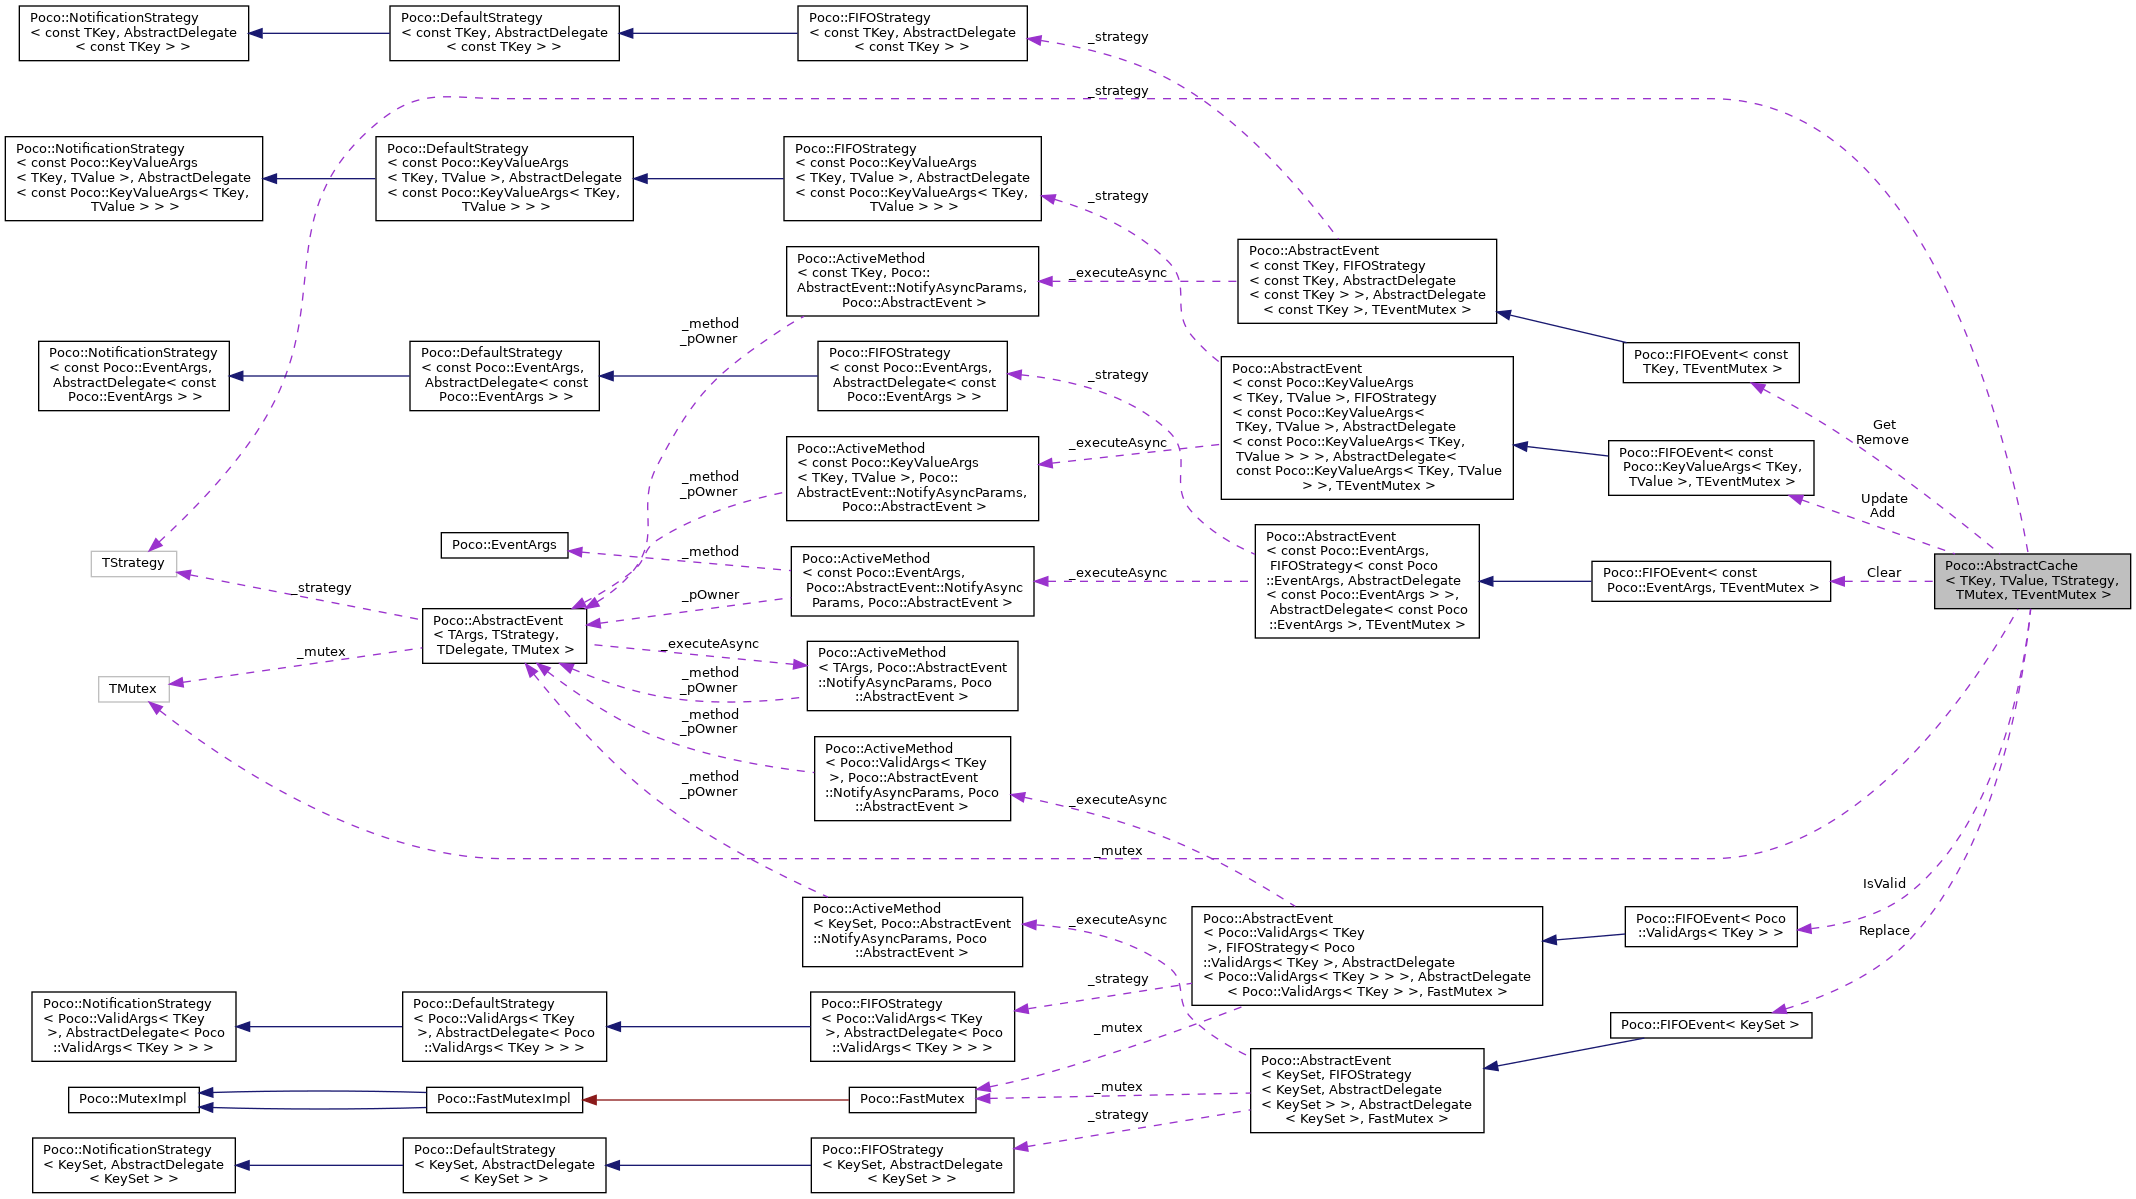 Poco::NotificationStrategy
< const TKey, AbstractDelegate
< const TKey > >
Poco::DefaultStrategy
< const TKey, AbstractDelegate
< const TKey > >
Poco::FIFOStrategy
< const TKey, AbstractDelegate
< const TKey > >
_strategy
_strategy
Poco::NotificationStrategy
< const Poco::KeyValueArgs
< TKey, TValue >, AbstractDelegate
< const Poco::KeyValueArgs< TKey,
TValue > > >
Poco::DefaultStrategy
< const Poco::KeyValueArgs
< TKey, TValue >, AbstractDelegate
< const Poco::KeyValueArgs< TKey,
TValue > > >
Poco::FIFOStrategy
< const Poco::KeyValueArgs
< TKey, TValue >, AbstractDelegate
< const Poco::KeyValueArgs< TKey,
TValue > > >
_strategy
Poco::ActiveMethod
< const TKey, Poco::
AbstractEvent::NotifyAsyncParams,
Poco::AbstractEvent >
_executeAsync
Poco::AbstractEvent
< const TKey, FIFOStrategy
< const TKey, AbstractDelegate
< const TKey > >, AbstractDelegate
< const TKey >, TEventMutex >
_method
_pOwner
Poco::NotificationStrategy
< const Poco::EventArgs,
AbstractDelegate< const
Poco::EventArgs > >
Poco::DefaultStrategy
< const Poco::EventArgs,
AbstractDelegate< const
Poco::EventArgs > >
Poco::FIFOStrategy
< const Poco::EventArgs,
AbstractDelegate< const
Poco::EventArgs > >
_strategy
Poco::AbstractEvent
< const Poco::KeyValueArgs
< TKey, TValue >, FIFOStrategy
< const Poco::KeyValueArgs<
TKey, TValue >, AbstractDelegate
< const Poco::KeyValueArgs< TKey,
TValue > > >, AbstractDelegate<
const Poco::KeyValueArgs< TKey, TValue
> >, TEventMutex >
Poco::FIFOEvent< const
TKey, TEventMutex >
Get
Remove
Poco::ActiveMethod
< const Poco::KeyValueArgs
< TKey, TValue >, Poco::
AbstractEvent::NotifyAsyncParams,
Poco::AbstractEvent >
_executeAsync
_method
_pOwner
Poco::FIFOEvent< const
Poco::KeyValueArgs< TKey,
TValue >, TEventMutex >
Update
Add
Poco::EventArgs
_method
Poco::ActiveMethod
< const Poco::EventArgs,
Poco::AbstractEvent::NotifyAsync
Params, Poco::AbstractEvent >
_executeAsync
Poco::AbstractEvent
< const Poco::EventArgs,
FIFOStrategy< const Poco
::EventArgs, AbstractDelegate
< const Poco::EventArgs > >,
AbstractDelegate< const Poco
::EventArgs >, TEventMutex >
Poco::FIFOEvent< const
Poco::EventArgs, TEventMutex >
Clear
Poco::AbstractCache
< TKey, TValue, TStrategy,
TMutex, TEventMutex >
TStrategy
_strategy
_pOwner
Poco::AbstractEvent
< TArgs, TStrategy,
TDelegate, TMutex >
_executeAsync
_mutex
TMutex
_method
_pOwner
Poco::ActiveMethod
< TArgs, Poco::AbstractEvent
::NotifyAsyncParams, Poco
::AbstractEvent >
_method
_pOwner
Poco::ActiveMethod
< Poco::ValidArgs< TKey
>, Poco::AbstractEvent
::NotifyAsyncParams, Poco
::AbstractEvent >
_method
_pOwner
_executeAsync
_mutex
IsValid
Poco::ActiveMethod
< KeySet, Poco::AbstractEvent
::NotifyAsyncParams, Poco
::AbstractEvent >
_executeAsync
Poco::AbstractEvent
< Poco::ValidArgs< TKey
>, FIFOStrategy< Poco
::ValidArgs< TKey >, AbstractDelegate
< Poco::ValidArgs< TKey > > >, AbstractDelegate
< Poco::ValidArgs< TKey > >, FastMutex >
Poco::FIFOEvent< Poco
::ValidArgs< TKey > >
Replace
Poco::NotificationStrategy
< Poco::ValidArgs< TKey
>, AbstractDelegate< Poco
::ValidArgs< TKey > > >
Poco::DefaultStrategy
< Poco::ValidArgs< TKey
>, AbstractDelegate< Poco
::ValidArgs< TKey > > >
Poco::FIFOStrategy
< Poco::ValidArgs< TKey
>, AbstractDelegate< Poco
::ValidArgs< TKey > > >
_strategy
_mutex
Poco::FIFOEvent< KeySet >
Poco::MutexImpl
Poco::FastMutexImpl
Poco::FastMutex
_mutex
Poco::AbstractEvent
< KeySet, FIFOStrategy
< KeySet, AbstractDelegate
< KeySet > >, AbstractDelegate
< KeySet >, FastMutex >
_strategy
Poco::NotificationStrategy
< KeySet, AbstractDelegate
< KeySet > >
Poco::DefaultStrategy
< KeySet, AbstractDelegate
< KeySet > >
Poco::FIFOStrategy
< KeySet, AbstractDelegate
< KeySet > >